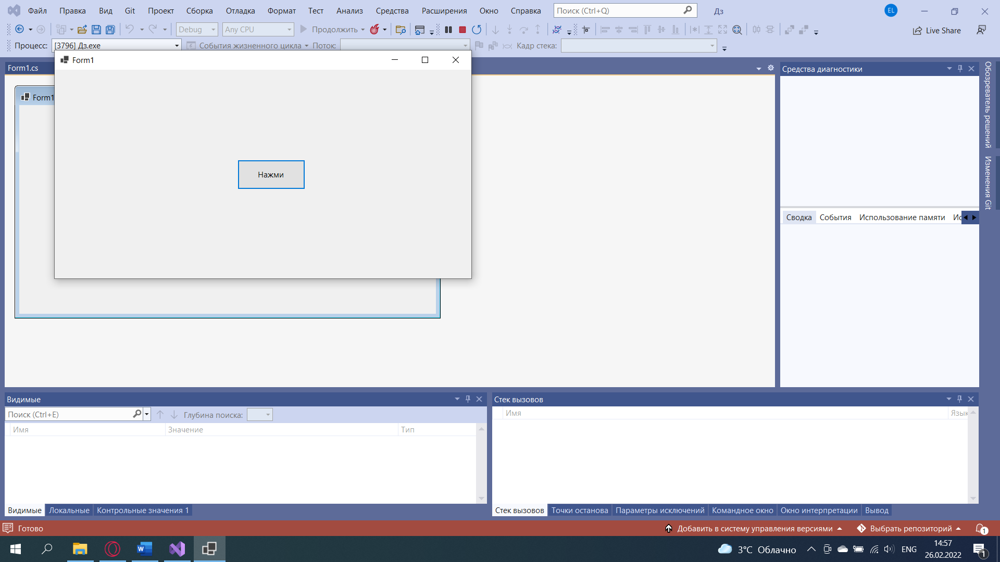 Файл Правка Вид Git Проект Сборка Отладка Формат Тест Анализ Средства Расширения Окно Справка Поиск (Ctrl+Q) Дз EL
Debug Any CPU Продолжить Live Share
Процесс: [3796] Дз.exe События жизненного цикла Поток: Кадр стека:
Form1
Form1.cs
Средства диагностики
Обозреватель решений
Изменения Git
Form1
Нажми
Сводка События Использование памяти Ис
Видимые
Поиск (Ctrl+E) Глубина поиска:
Имя Значение Тип
Видимые Локальные Контрольные значения 1
Стек вызовов
Имя Язык
Стек вызовов Точки останова Параметры исключений Командное окно Окно интерпретации Вывод
Готово Добавить в систему управления версиями Выбрать репозиторий 1
3°C Облачно ENG 14:57
26.02.2022 1